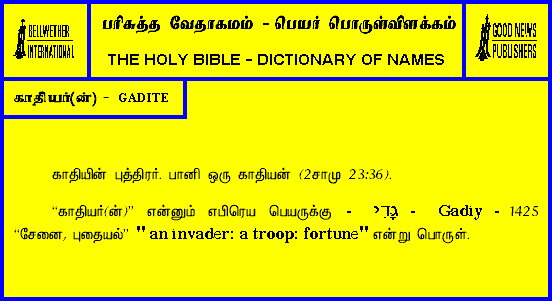 BELLWETHER
INTERNATIONAL
பரிசுத்த வேதாகமம் - பெயர் பொருள்விளக்கம்
THE HOLY BIBLE - DICTIONARY OF NAMES
GOOD NEWS
PUBLISHERS
காதியர்(ன்) - GADITE
காதியின் புத்திரர். பானி ஒரு காதியன் (2சாமு 23:36).
“காதியர்(ன்)” என்னும் எபிரெய பெயருக்கு - גָּדִי - Gadiy - 1425
“சேனை, புதையல்” "an invader: a troop: fortune" என்று பொருள்.